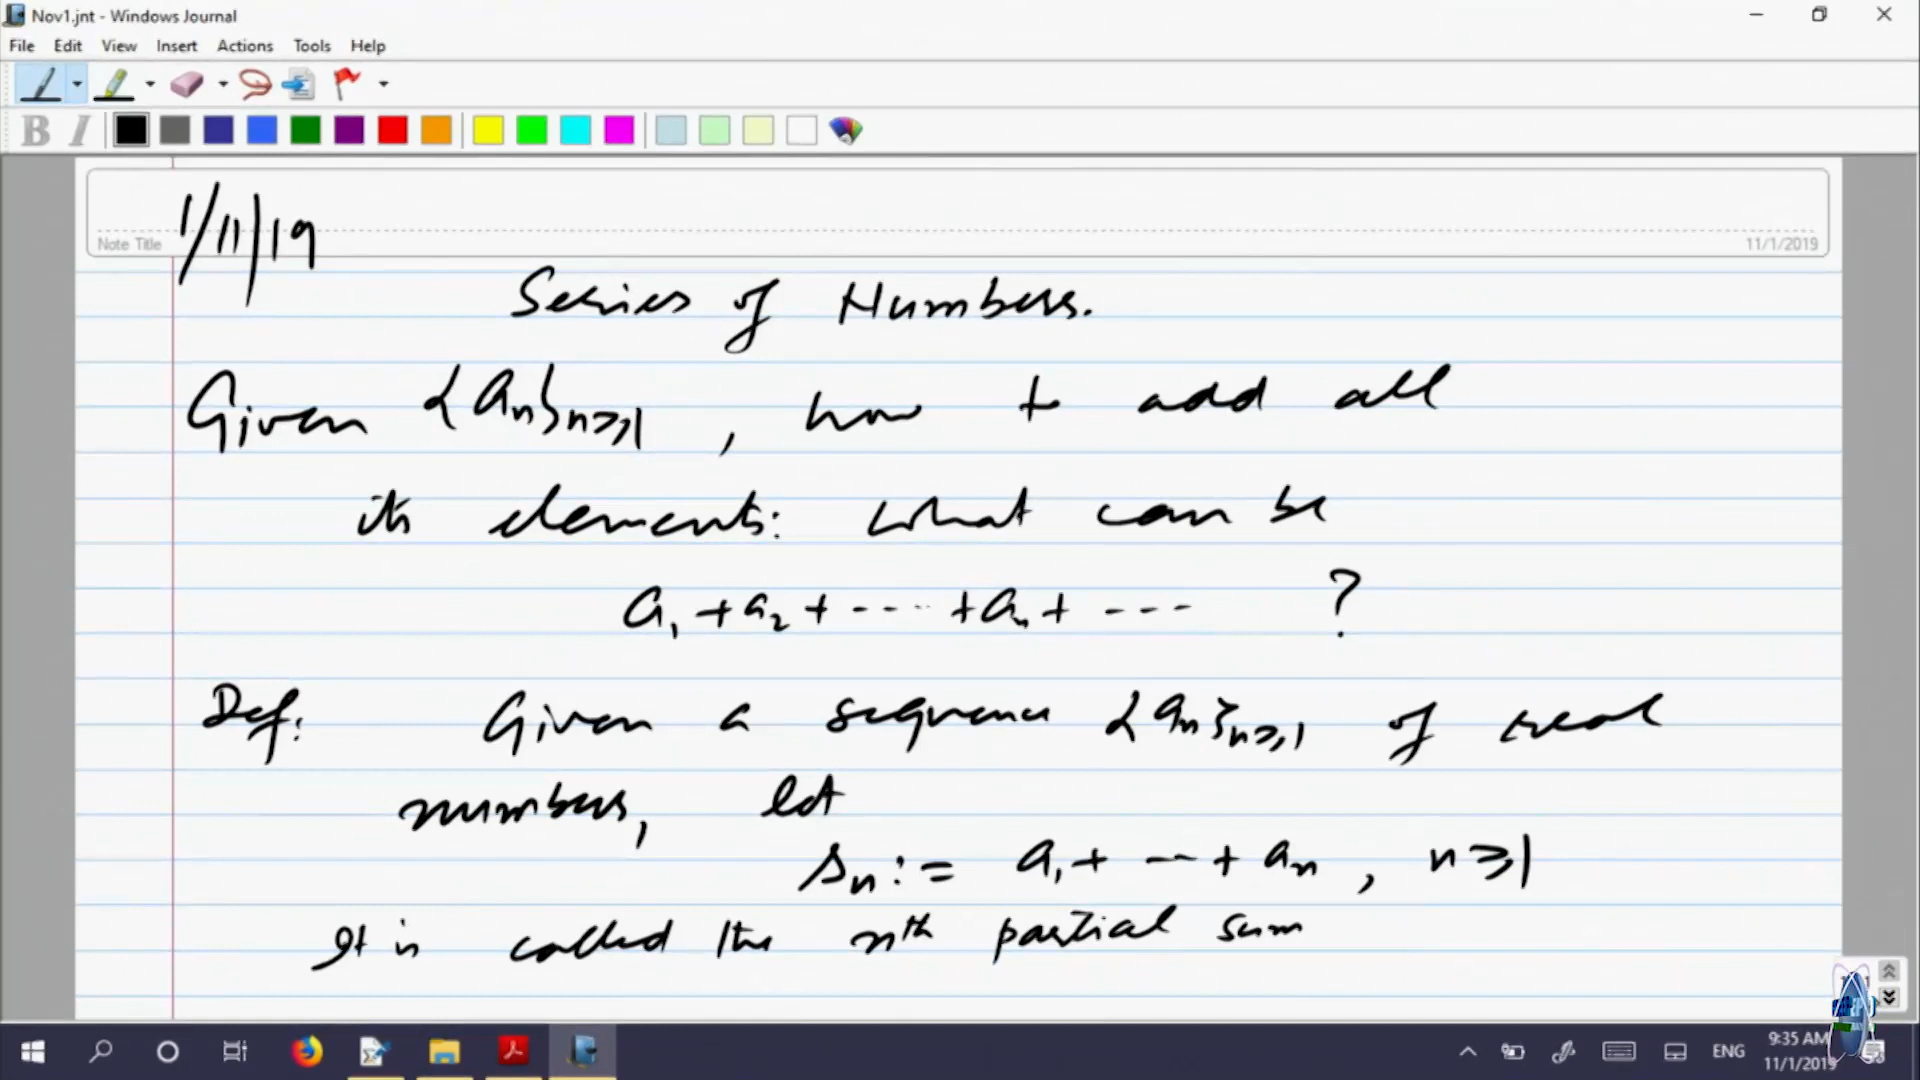 Nov1.jnt - Windows Journal
File Edit View Insert Actions Tools Help
B I
Note Title
1/11/19
11/1/2019
Series of Numbers.
Given {an}n≥1, how to add all
its elements: what can be
a1 + a2 + ---- + an + --- ?
Def: Given a sequence {an}n≥1 of real
numbers, let
sn := a1 + -- + an, n≥1
It is called the nth partial sum
ENG
9:35 AM
11/1/2019